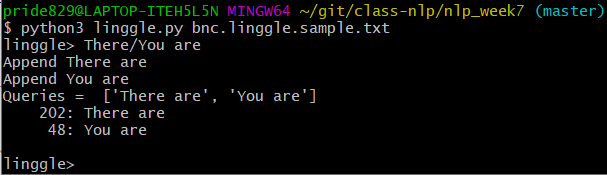 pride829@LAPTOP-ITEH5L5N MINGW64 ~/git/class-nlp/nlp_week7 (master)
$ python3 linggle.py bnc.linggle.sample.txt
linggle> There/You are
Append There are
Append You are
Queries =  ['There are', 'You are']
    202: There are
     48: You are
linggle>